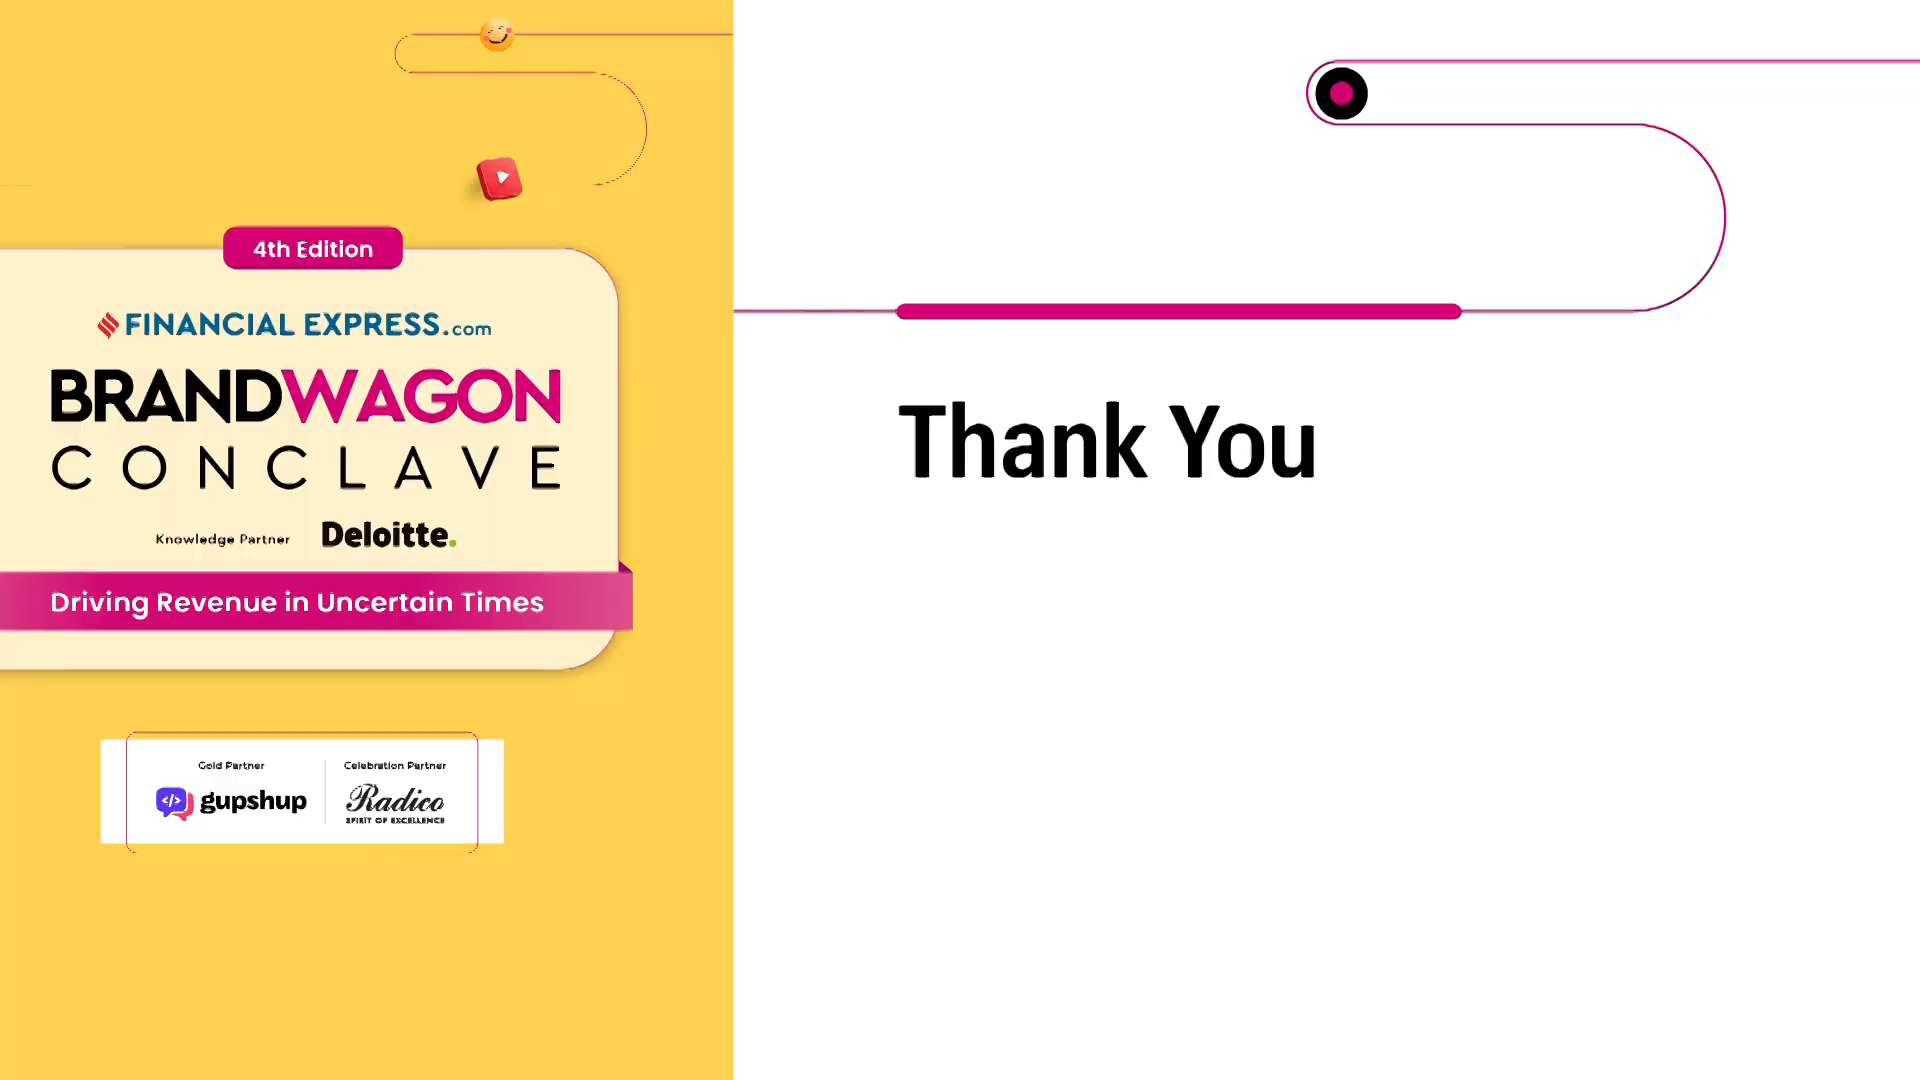 4th Edition
FINANCIAL EXPRESS.com
BRANDWAGON
CONCLAVE
Knowledge Partner Deloitte.
Driving Revenue in Uncertain Times
Gold Partner
</> gupshup
Celebration Partner
Radico
SPIRIT OF EXCELLENCE
Thank You